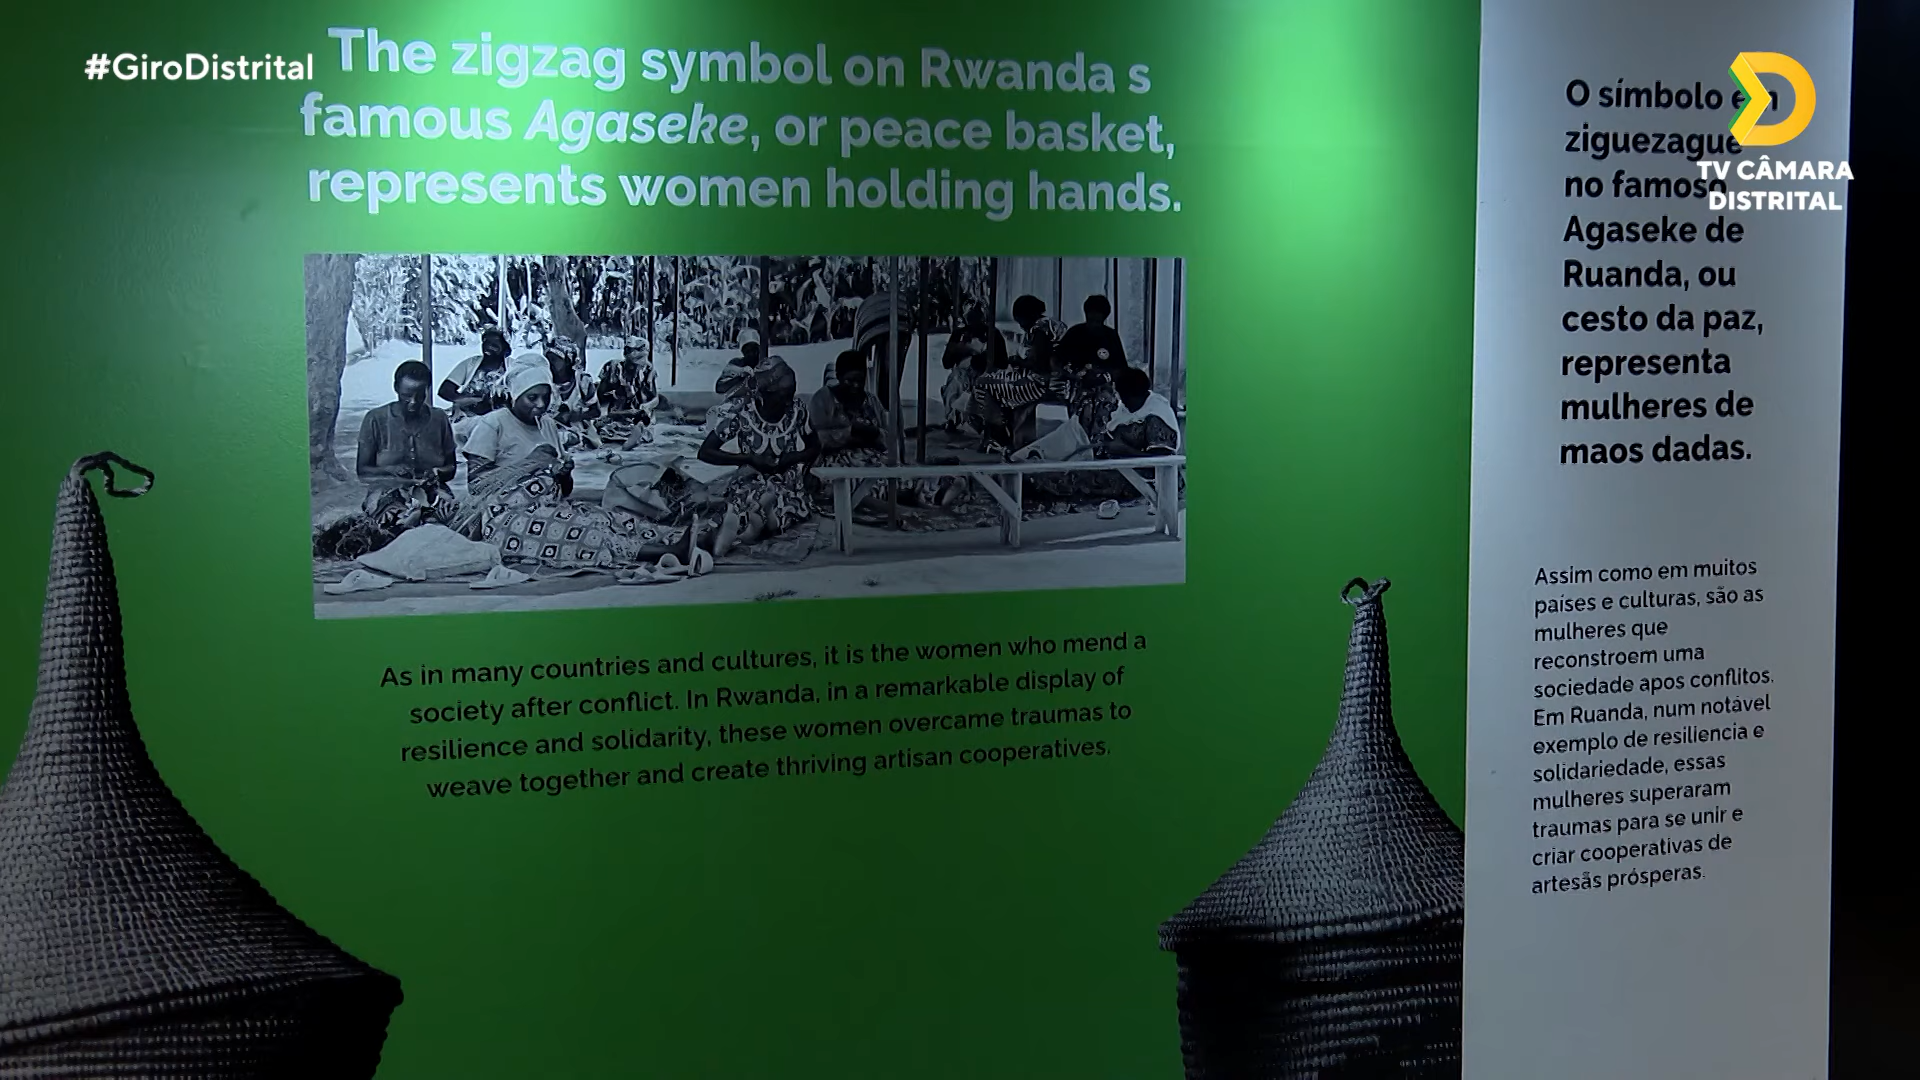 #GiroDistrital
The zigzag symbol on Rwanda s
famous Agaseke, or peace basket,
represents women holding hands.
As in many countries and cultures, it is the women who mend a
society after conflict. In Rwanda, in a remarkable display of
resilience and solidarity, these women overcame traumas to
weave together and create thriving artisan cooperatives.
O símbolo em
ziguezague
no famoso
Agaseke de
Ruanda, ou
cesto da paz,
representa
mulheres de
maos dadas.
Assim como em muitos
países e culturas, são as
mulheres que
reconstroem uma
sociedade apos conflitos.
Em Ruanda, num notável
exemplo de resiliencia e
solidariedade, essas
mulheres superaram
traumas para se unir e
criar cooperativas de
artesãs prósperas.
TV CÂMARA
DISTRITAL